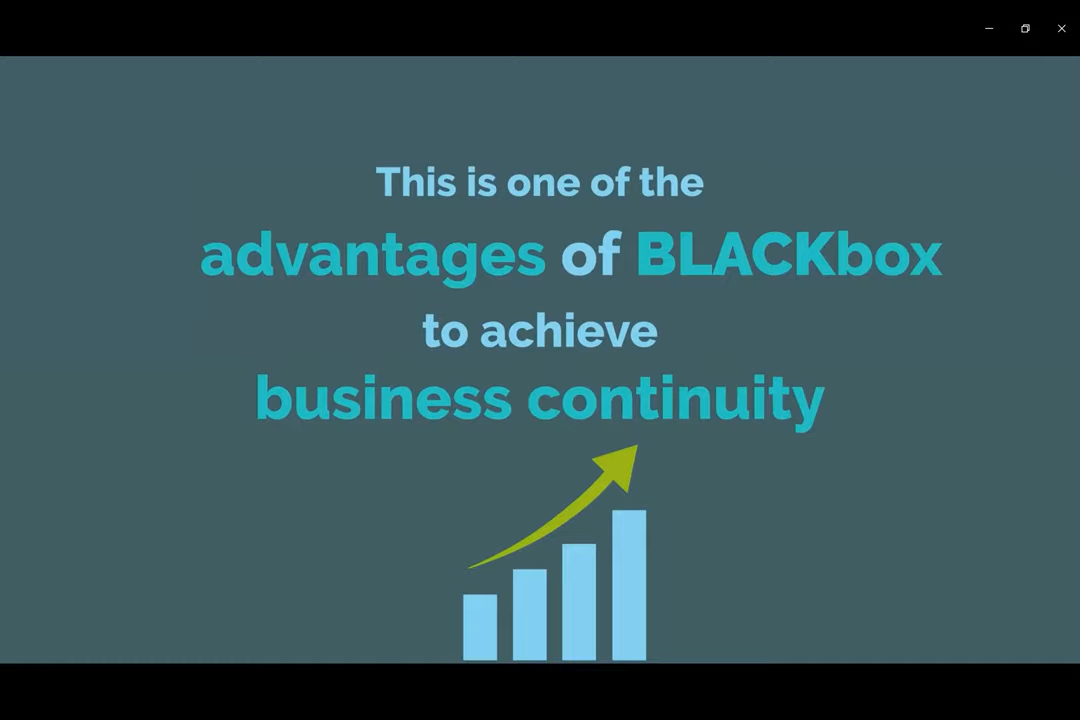 This is one of the
advantages of BLACKbox
to achieve
business continuity